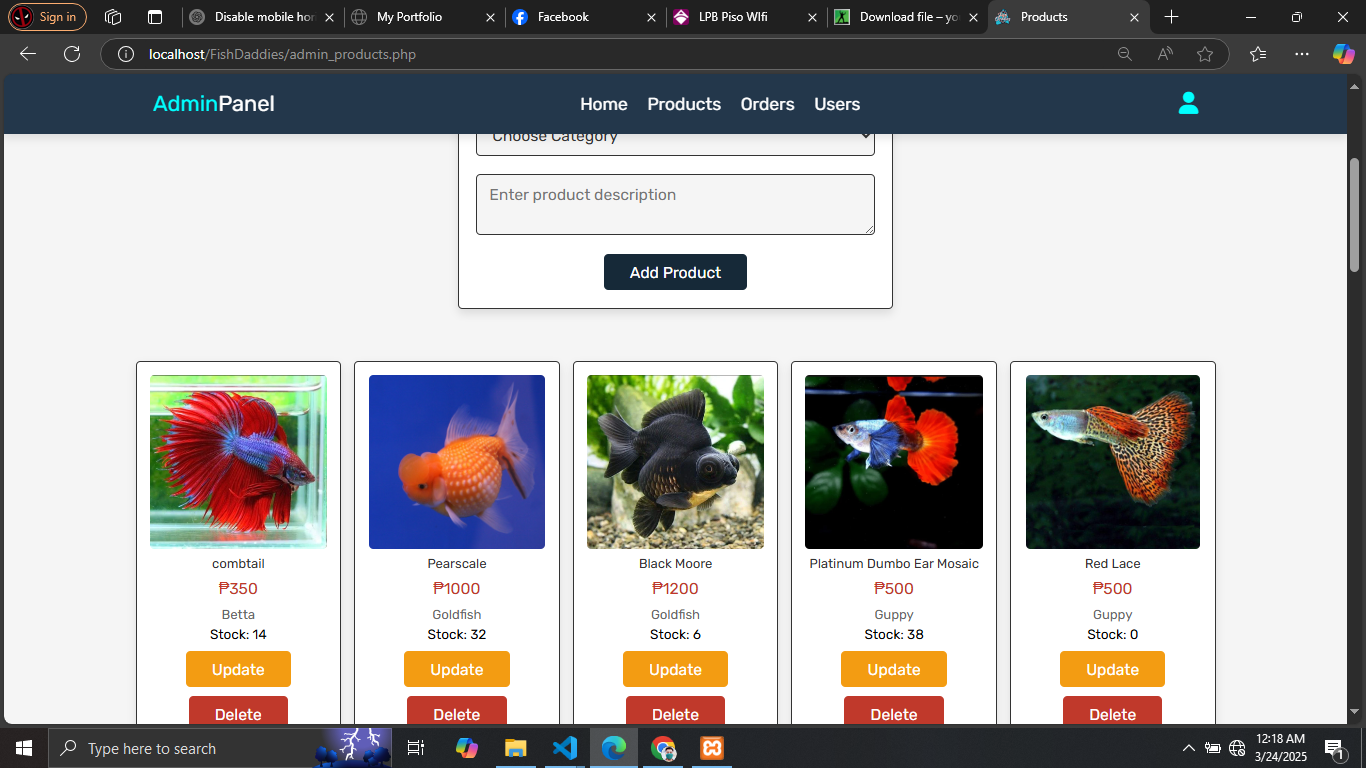 Sign in
Disable mobile hor
My Portfolio
Facebook
LPB Piso WIfi
Download file – yo
Products
localhost/FishDaddies/admin_products.php
AdminPanel
Home Products Orders Users
Choose Category
Enter product description
Add Product
combtail
₱350
Betta
Stock: 14
Update
Delete
Pearscale
₱1000
Goldfish
Stock: 32
Update
Delete
Black Moore
₱1200
Goldfish
Stock: 6
Update
Delete
Platinum Dumbo Ear Mosaic
₱500
Guppy
Stock: 38
Update
Delete
Red Lace
₱500
Guppy
Stock: 0
Update
Delete
Type here to search
12:18 AM
3/24/2025
1